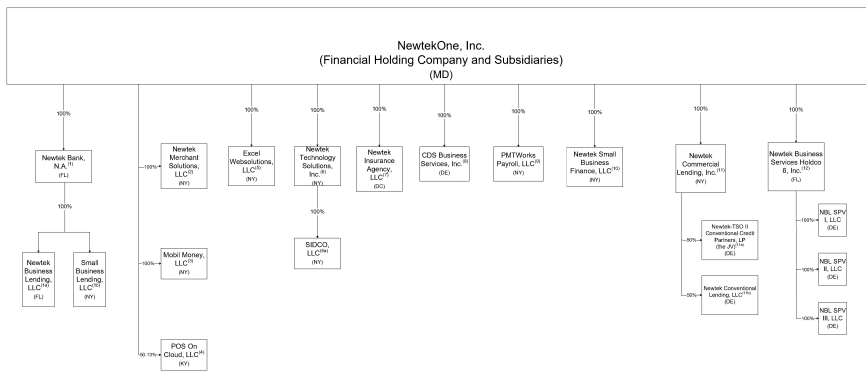 NewtekOne, Inc.
(Financial Holding Company and Subsidiaries)
(MD)
100%
100%
100%
100%
100%
100%
100%
100%
100%
Newtek Bank,
N.A.(1)
(FL)
100%
Newtek
Business
Lending,
LLC(1a)
(FL)
Small
Business
Lending,
LLC(1b)
(NY)
100%
Newtek
Merchant
Solutions,
LLC(2)
(NY)
100%
Mobil Money,
LLC(3)
(NY)
50.13%
POS On
Cloud, LLC(4)
(KY)
Excel
Websolutions,
LLC(5)
(NY)
Newtek
Technology
Solutions,
Inc.(6)
(NY)
100%
SIDCO,
LLC(6a)
(NY)
Newtek
Insurance
Agency,
LLC(7)
(DC)
CDS Business
Services, Inc.(8)
(DE)
PMTWorks
Payroll, LLC(9)
(NY)
Newtek Small
Business
Finance, LLC(10)
(NY)
Newtek
Commercial
Lending, Inc.(11)
(NY)
50%
Newtek-TSO II
Conventional Credit
Partners, LP
(the JV)(11a)
(DE)
50%
Newtek Conventional
Lending, LLC(11b)
(DE)
Newtek Business
Services Holdco
6, Inc.(12)
(FL)
100%
NBL SPV
I, LLC
(DE)
100%
NBL SPV
II, LLC
(DE)
100%
NBL SPV
III, LLC
(DE)